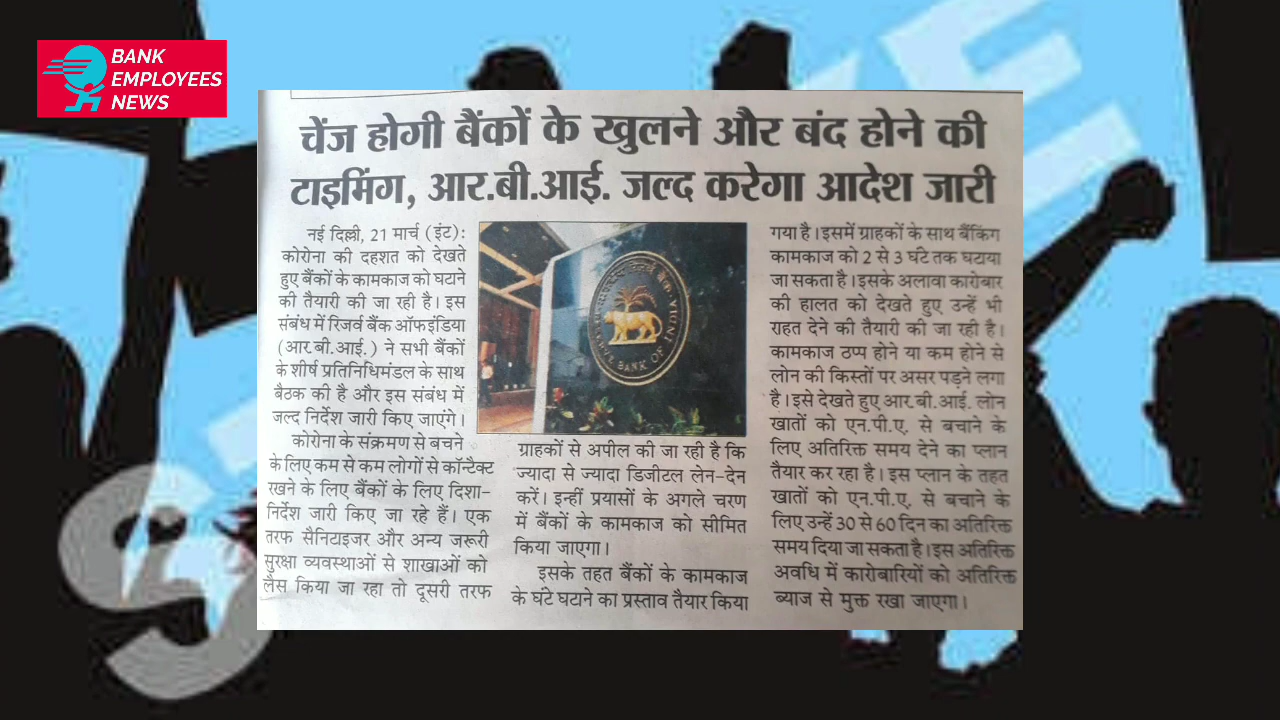 BANK
EMPLOYEES
NEWS
चेंज होगी बैंकों के खुलने और बंद होने की
टाइमिंग, आर.बी.आई. जल्द करेगा आदेश जारी
नई दिल्ली, 21 मार्च (इंट):
कोरोना की दहशत को देखते
हुए बैंकों के कामकाज को घटाने
की तैयारी की जा रही है। इस
संबंध में रिजर्व बैंक ऑफ इंडिया
(आर.बी.आई.) ने सभी बैंकों
के शीर्ष प्रतिनिधिमंडल के साथ
बैठक की है और इस संबंध में
जल्द निर्देश जारी किए जाएंगे।
कोरोना के संक्रमण से बचने
के लिए कम से कम लोगों से कॉन्टैक्ट
रखने के लिए बैंकों के लिए दिशा-
निर्देश जारी किए जा रहे हैं। एक
तरफ सैनिटाइजर और अन्य जरूरी
सुरक्षा व्यवस्थाओं से शाखाओं को
लैस किया जा रहा तो दूसरी तरफ
ग्राहकों से अपील की जा रही है कि
ज्यादा से ज्यादा डिजीटल लेन-देन
करें। इन्हीं प्रयासों के अगले चरण
में बैंकों के कामकाज को सीमित
किया जाएगा।
इसके तहत बैंकों के कामकाज
के घंटे घटाने का प्रस्ताव तैयार किया
गया है। इसमें ग्राहकों के साथ बैंकिंग
कामकाज को 2 से 3 घंटे तक घटाया
जा सकता है। इसके अलावा कारोबार
की हालत को देखते हुए उन्हें भी
राहत देने की तैयारी की जा रही है।
कामकाज ठप्प होने या कम होने से
लोन की किस्तों पर असर पड़ने लगा
है। इसे देखते हुए आर.बी.आई. लोन
खातों को एन.पी.ए. से बचाने के
लिए अतिरिक्त समय देने का प्लान
तैयार कर रहा है। इस प्लान के तहत
खातों को एन.पी.ए. से बचाने के
लिए उन्हें 30 से 60 दिन का अतिरिक्त
समय दिया जा सकता है। इस अतिरिक्त
अवधि में कारोबारियों को अतिरिक्त
ब्याज से मुक्त रखा जाएगा।